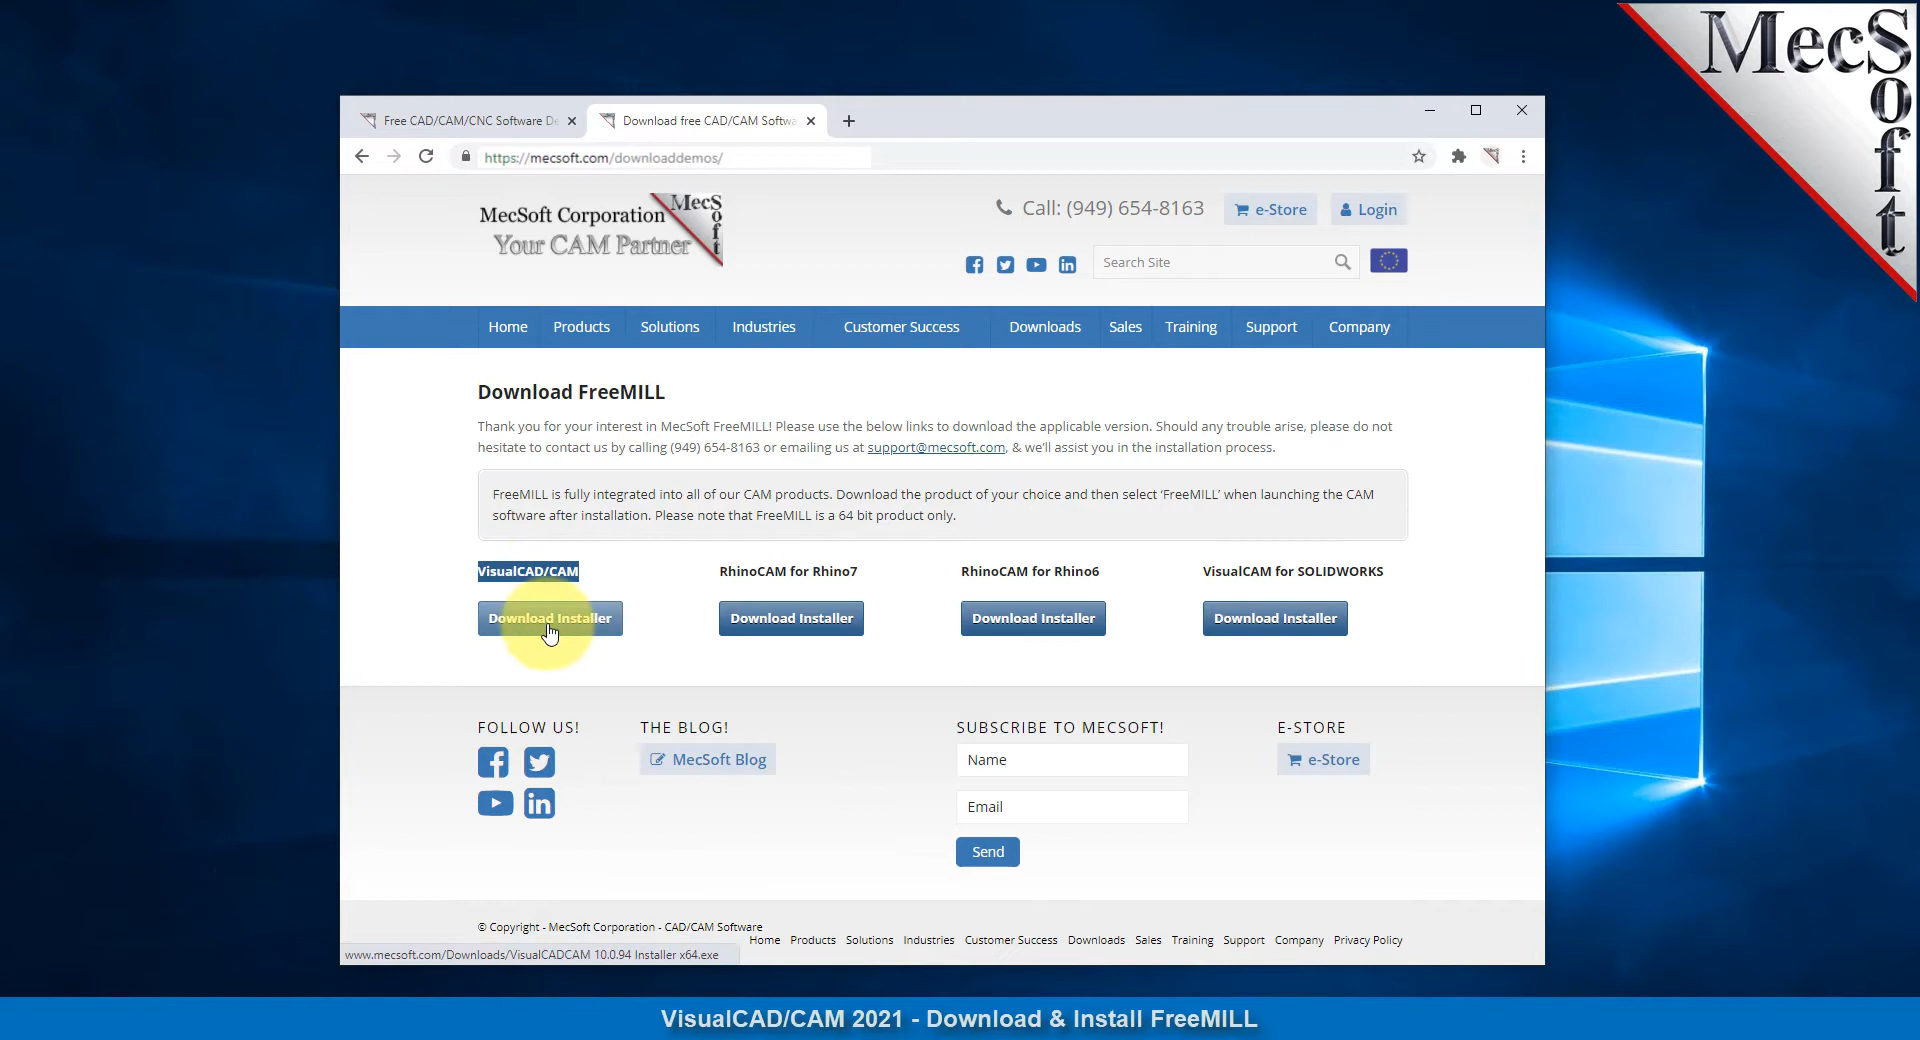 MecSoft
Free CAD/CAM/CNC Software De
Download free CAD/CAM Softwa
https://mecsoft.com/downloaddemos/
MecSoft Corporation
Your CAM Partner
MecSoft
Call: (949) 654-8163
e-Store
Login
Search Site
Home Products Solutions Industries Customer Success Downloads Sales Training Support Company
Download FreeMILL
Thank you for your interest in MecSoft FreeMILL! Please use the below links to download the applicable version. Should any trouble arise, please do not
hesitate to contact us by calling (949) 654-8163 or emailing us at support@mecsoft.com, & we'll assist you in the installation process.
FreeMILL is fully integrated into all of our CAM products. Download the product of your choice and then select ‘FreeMILL’ when launching the CAM
software after installation. Please note that FreeMILL is a 64 bit product only.
VisualCAD/CAM RhinoCAM for Rhino7 RhinoCAM for Rhino6 VisualCAM for SOLIDWORKS
Download Installer Download Installer Download Installer Download Installer
FOLLOW US! THE BLOG! SUBSCRIBE TO MECSOFT! E-STORE
MecSoft Blog
Name
e-Store
Email
Send
© Copyright - MecSoft Corporation - CAD/CAM Software
Home Products Solutions Industries Customer Success Downloads Sales Training Support Company Privacy Policy
www.mecsoft.com/Downloads/VisualCADCAM 10.0.94 Installer x64.exe
VisualCAD/CAM 2021 - Download & Install FreeMILL